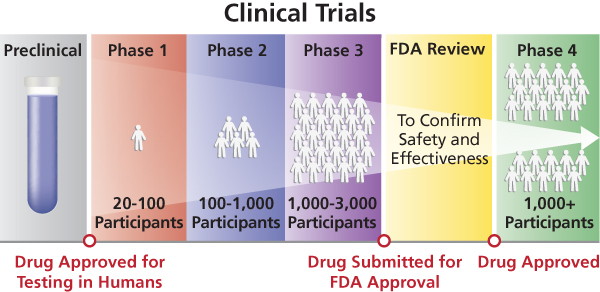 Clinical Trials
Preclinical
Phase 1
Phase 2
Phase 3
FDA Review
Phase 4
To Confirm
Safety and
Effectiveness
20-100
Participants
100-1,000
Participants
1,000-3,000
Participants
1,000+
Participants
Drug Approved for
Testing in Humans
Drug Submitted for
FDA Approval
Drug Approved